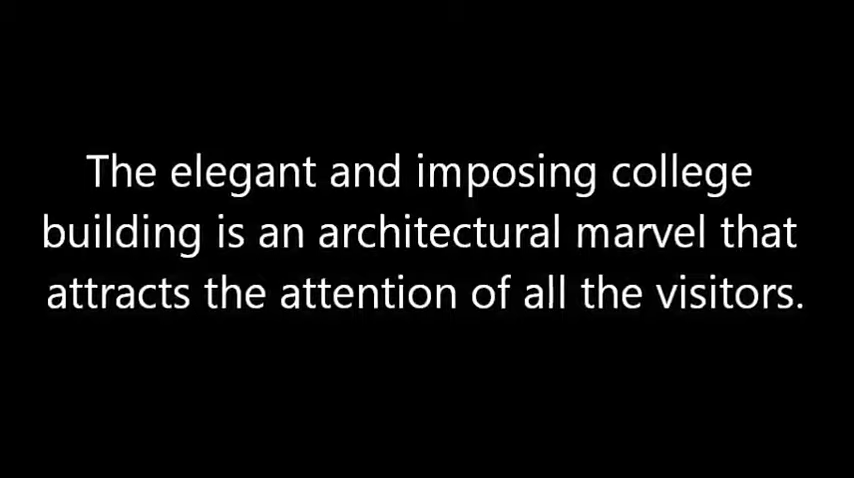 The elegant and imposing college
building is an architectural marvel that
attracts the attention of all the visitors.